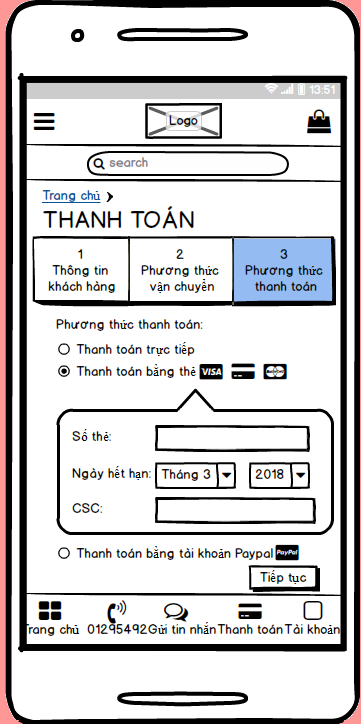 13:51
Logo
search
Trang chủ
THANH TOÁN
1
Thông tin
khách hàng
2
Phương thức
vận chuyển
3
Phương thức
thanh toán
Phương thức thanh toán:
Thanh toán trực tiếp
Thanh toán bằng thẻ VISA
Số thẻ:
Ngày hết hạn: Tháng 3 2018
CSC:
Thanh toán bằng tài khoản Paypal PayPal
Tiếp tục
Trang chủ 01295492 Gửi tin nhắn Thanh toán Tài khoản